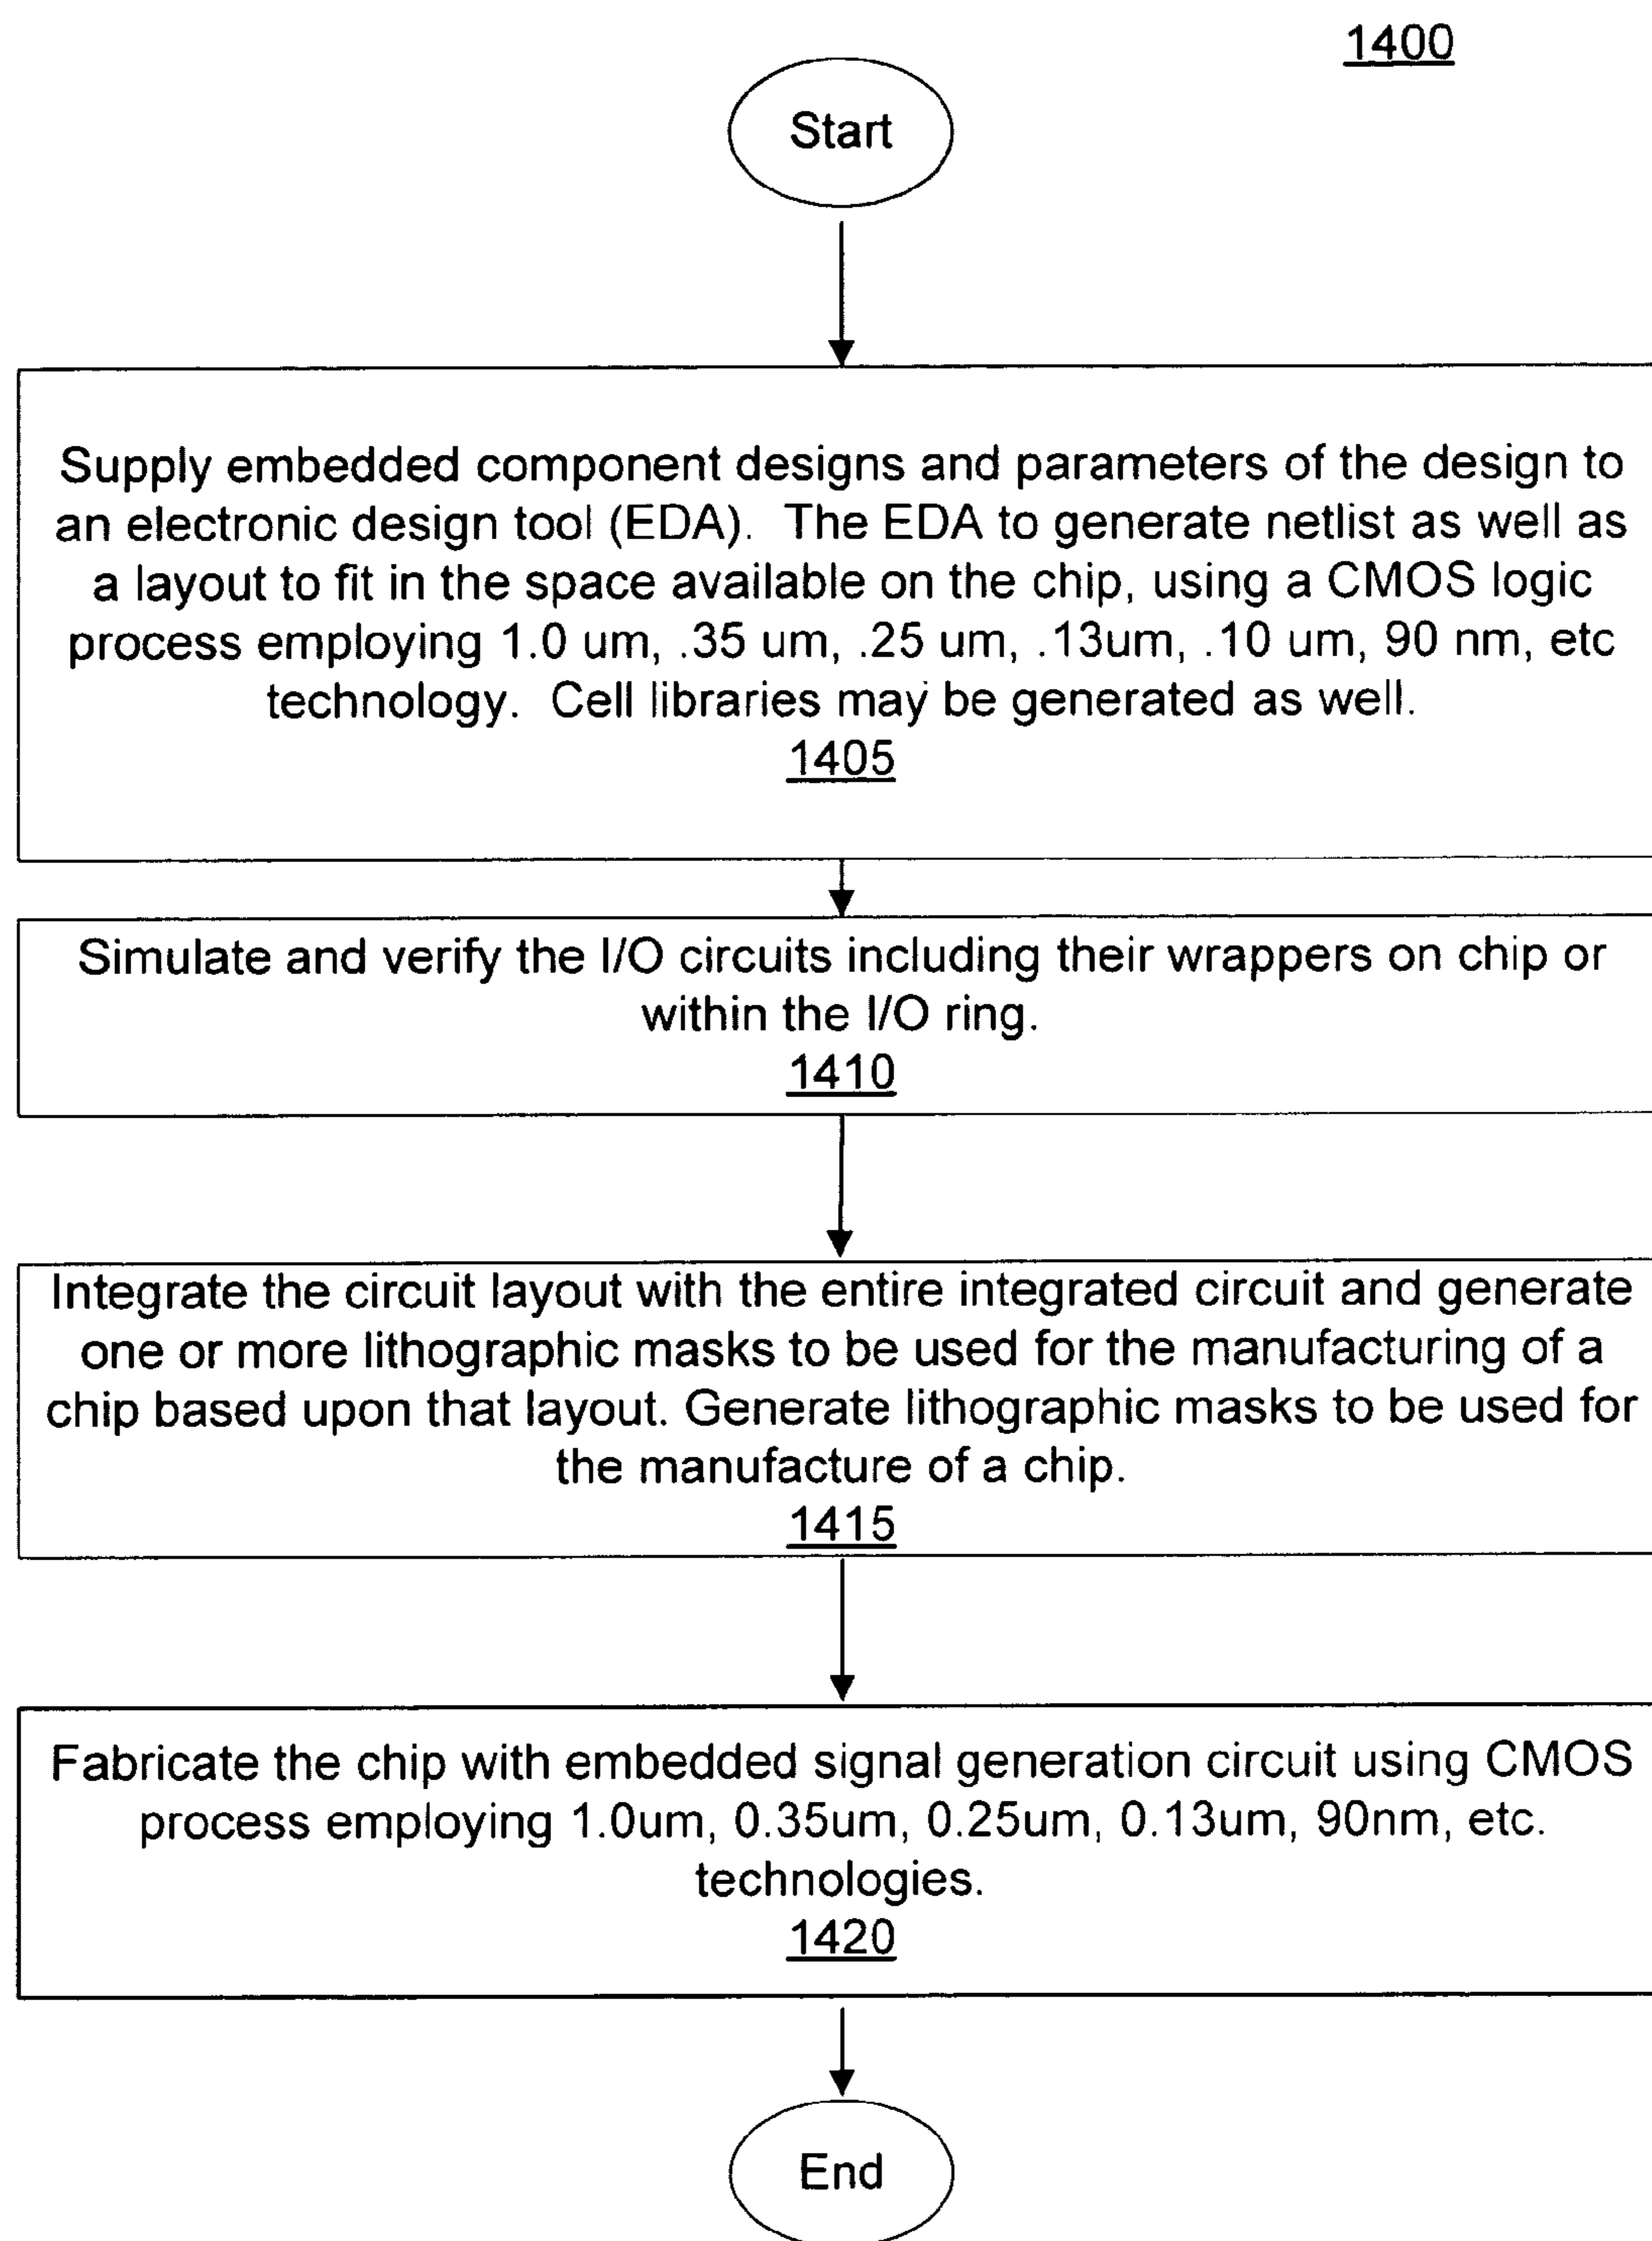 1400
Start
Supply embedded component designs and parameters of the design to
an electronic design tool (EDA).  The EDA to generate netlist as well as
a layout to fit in the space available on the chip, using a CMOS logic
process employing 1.0 um, .35 um, .25 um, .13um, .10 um, 90 nm, etc
technology.  Cell libraries may be generated as well.
1405
Simulate and verify the I/O circuits including their wrappers on chip or
within the I/O ring.
1410
Integrate the circuit layout with the entire integrated circuit and generate
one or more lithographic masks to be used for the manufacturing of a
chip based upon that layout. Generate lithographic masks to be used for
the manufacture of a chip.
1415
Fabricate the chip with embedded signal generation circuit using CMOS
process employing 1.0um, 0.35um, 0.25um, 0.13um, 90nm, etc.
technologies.
1420
End